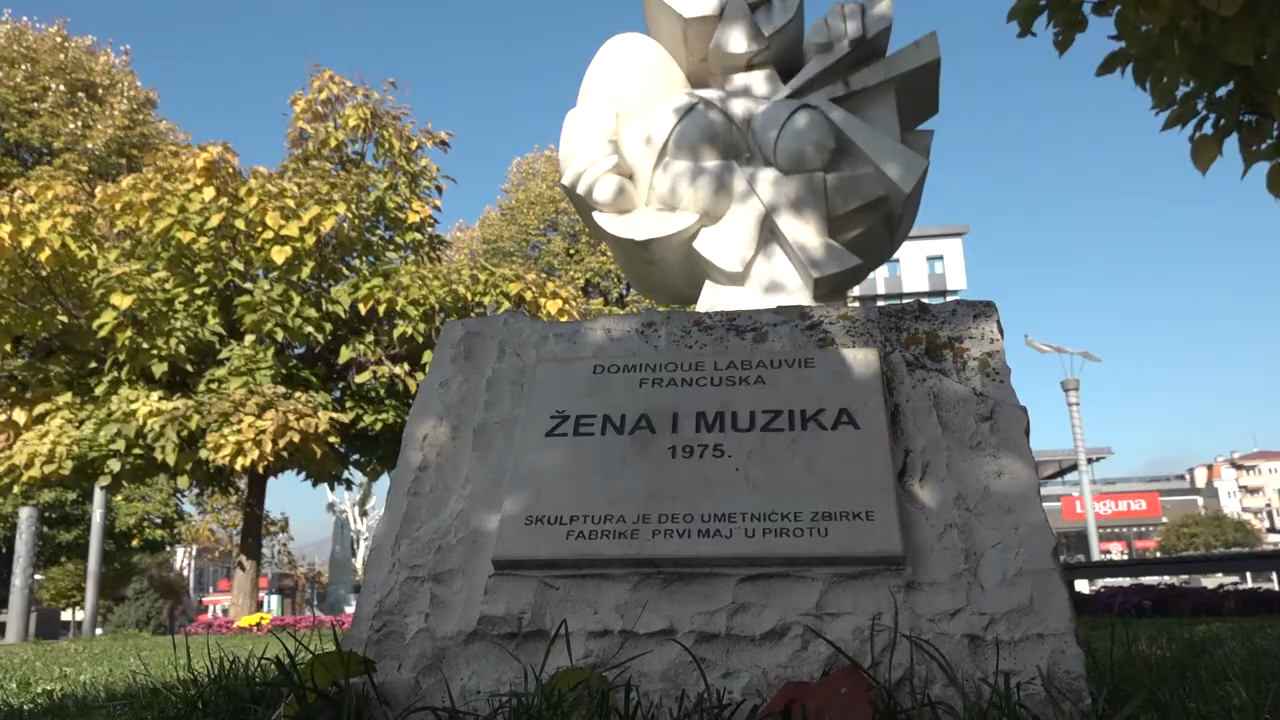 DOMINIQUE LABAUVIE
FRANCUSKA
ŽENA I MUZIKA
1975.
SKULPTURA JE DEO UMETNIČKE ZBIRKE
FABRIKE „PRVI MAJ" U PIROTU
Laguna